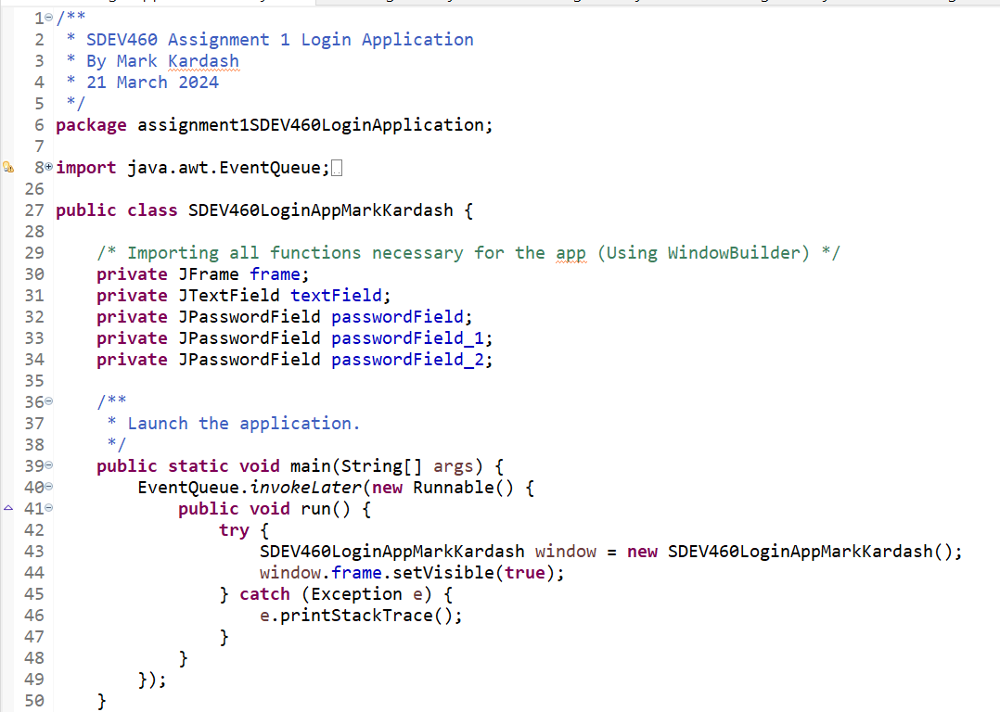 1 /**
2  * SDEV460 Assignment 1 Login Application
3  * By Mark Kardash
4  * 21 March 2024
5  */
6 package assignment1SDEV460LoginApplication;
7
8 import java.awt.EventQueue;
26
27 public class SDEV460LoginAppMarkKardash {
28
29     /* Importing all functions necessary for the app (Using WindowBuilder) */
30     private JFrame frame;
31     private JTextField textField;
32     private JPasswordField passwordField;
33     private JPasswordField passwordField_1;
34     private JPasswordField passwordField_2;
35
36     /**
37      * Launch the application.
38      */
39     public static void main(String[] args) {
40         EventQueue.invokeLater(new Runnable() {
41             public void run() {
42                 try {
43                     SDEV460LoginAppMarkKardash window = new SDEV460LoginAppMarkKardash();
44                     window.frame.setVisible(true);
45                 } catch (Exception e) {
46                     e.printStackTrace();
47                 }
48             }
49         });
50     }